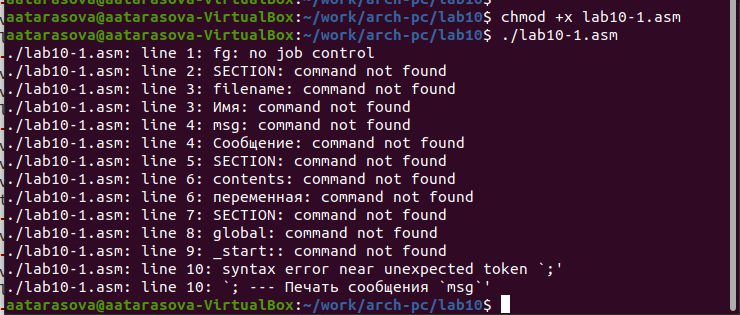 aatarasova@aatarasova-VirtualBox:~/work/arch-pc/lab10$
aatarasova@aatarasova-VirtualBox:~/work/arch-pc/lab10$ chmod +x lab10-1.asm
aatarasova@aatarasova-VirtualBox:~/work/arch-pc/lab10$ ./lab10-1.asm
./lab10-1.asm: line 1: fg: no job control
./lab10-1.asm: line 2: SECTION: command not found
./lab10-1.asm: line 3: filename: command not found
./lab10-1.asm: line 3: Имя: command not found
./lab10-1.asm: line 4: msg: command not found
./lab10-1.asm: line 4: Сообщение: command not found
./lab10-1.asm: line 5: SECTION: command not found
./lab10-1.asm: line 6: contents: command not found
./lab10-1.asm: line 6: переменная: command not found
./lab10-1.asm: line 7: SECTION: command not found
./lab10-1.asm: line 8: global: command not found
./lab10-1.asm: line 9: _start:: command not found
./lab10-1.asm: line 10: syntax error near unexpected token `;'
./lab10-1.asm: line 10: `; --- Печать сообщения `msg`'
aatarasova@aatarasova-VirtualBox:~/work/arch-pc/lab10$